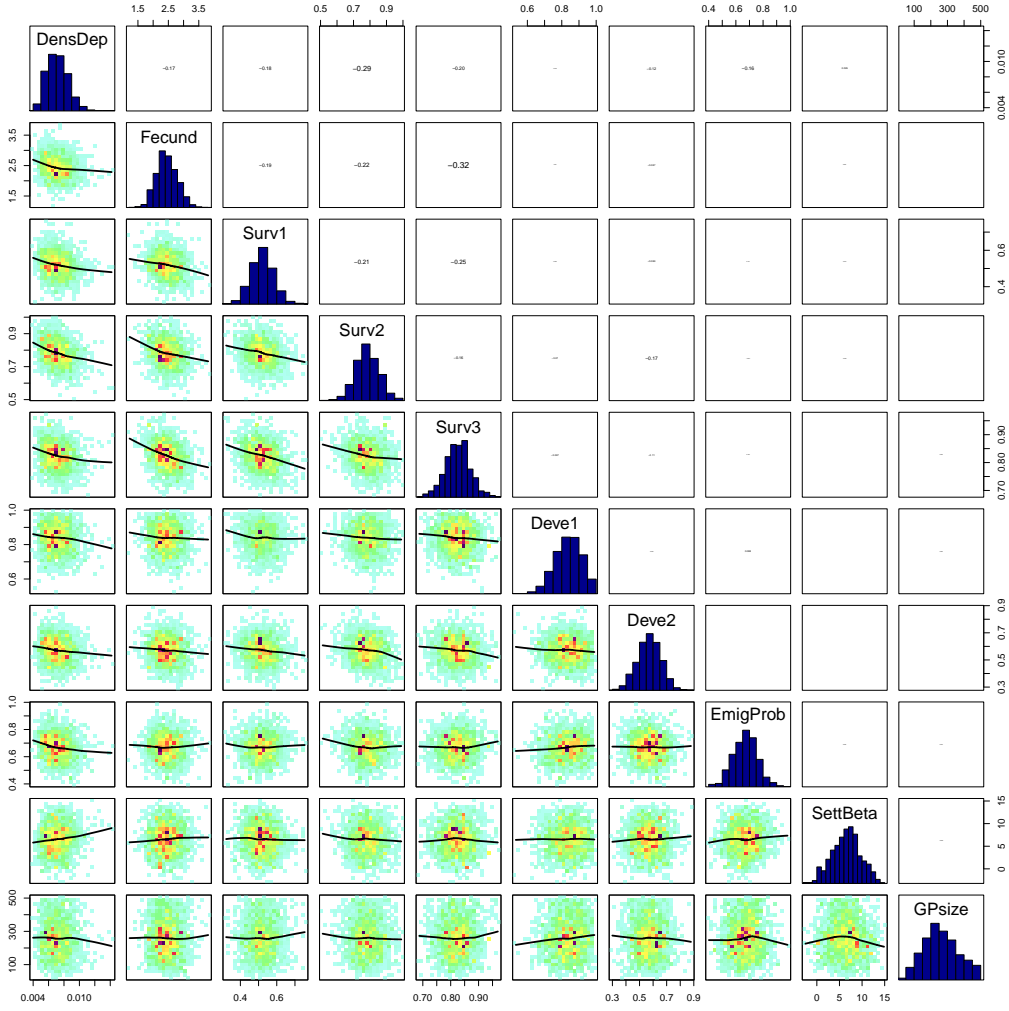 1.5 2.5 3.5 0.5 0.7 0.9 0.6 0.8 1.0 0.4 0.6 0.8 1.0 100 300 500
DensDep −0.17 −0.18 −0.29 −0.20 −0.12 −0.16 0.004 0.010
1.5 2.5 3.5 Fecund −0.19 −0.22 −0.32
Surv1 −0.21 −0.25 0.4 0.6
0.5 0.7 0.9 Surv2 −0.17
Surv3 0.70 0.80 0.90
0.6 0.8 1.0 Deve1
Deve2 0.3 0.5 0.7 0.9
0.4 0.6 0.8 1.0 EmigProb
SettBeta 0 5 10 15
100 300 500 GPsize
0.004 0.010 0.4 0.6 0.70 0.80 0.90 0.3 0.5 0.7 0.9 0 5 10 15